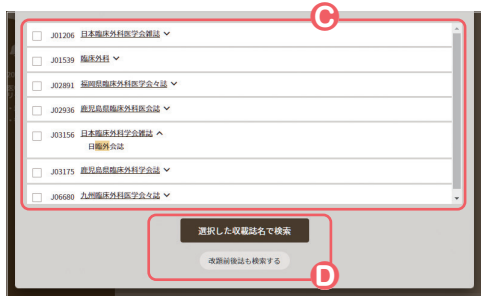 C
J01206 日本臨床外科医学会雑誌
J01539 臨床外科
J02891 福岡県臨床外科医学会々誌
J02936 鹿児島県臨床外科医会誌
J03156 日本臨床外科学会雑誌
日臨外会誌
J03175 鹿児島県臨床外科学会誌
J06680 九州臨床外科医学会々誌
選択した収載誌名で検索
改題前後誌も検索する
D